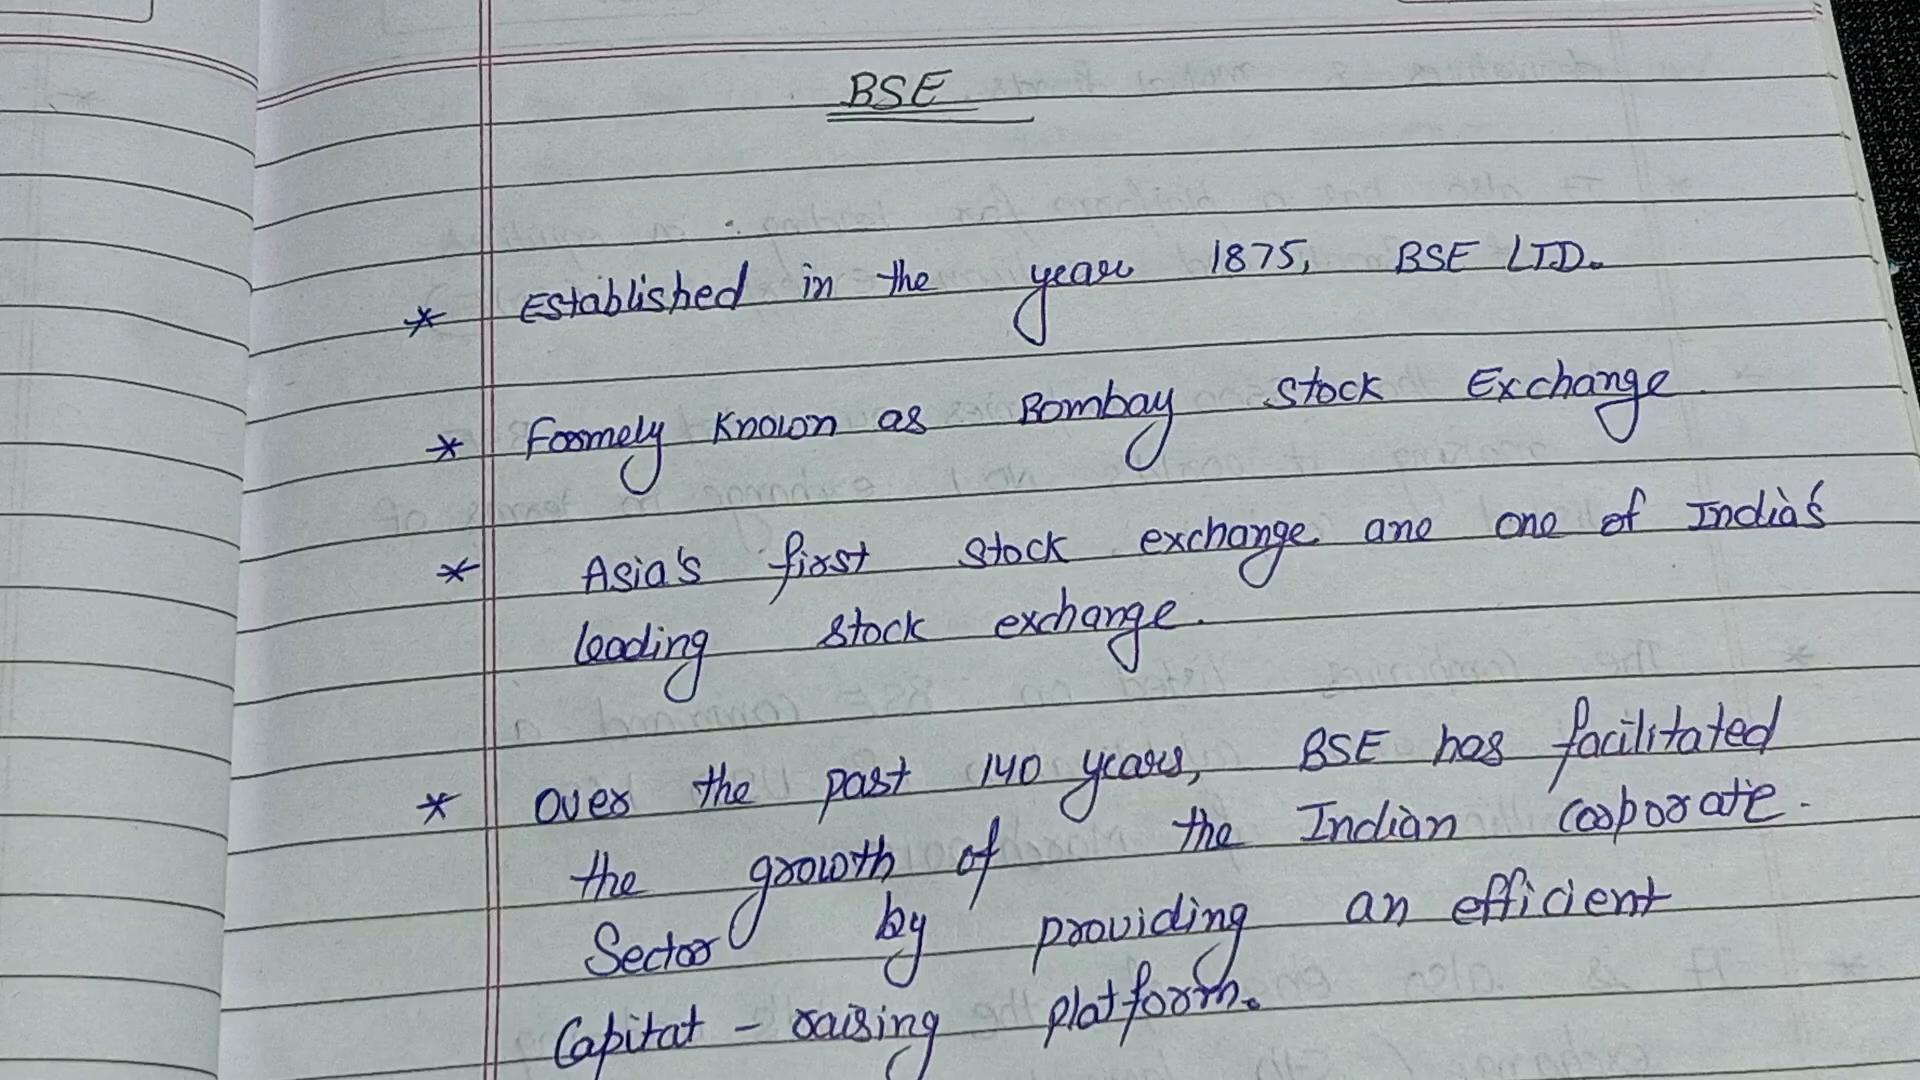 BSE
* Established in the year 1875, BSE LTD.
* Formely Known as Bombay Stock Exchange
* Asia's first stock exchange ane one of India's
leading stock exchange.
* over the past 140 years, BSE has facilitated
the growth of the Indian corporate.
Sector by providing an efficient
Capitat - raising platform.